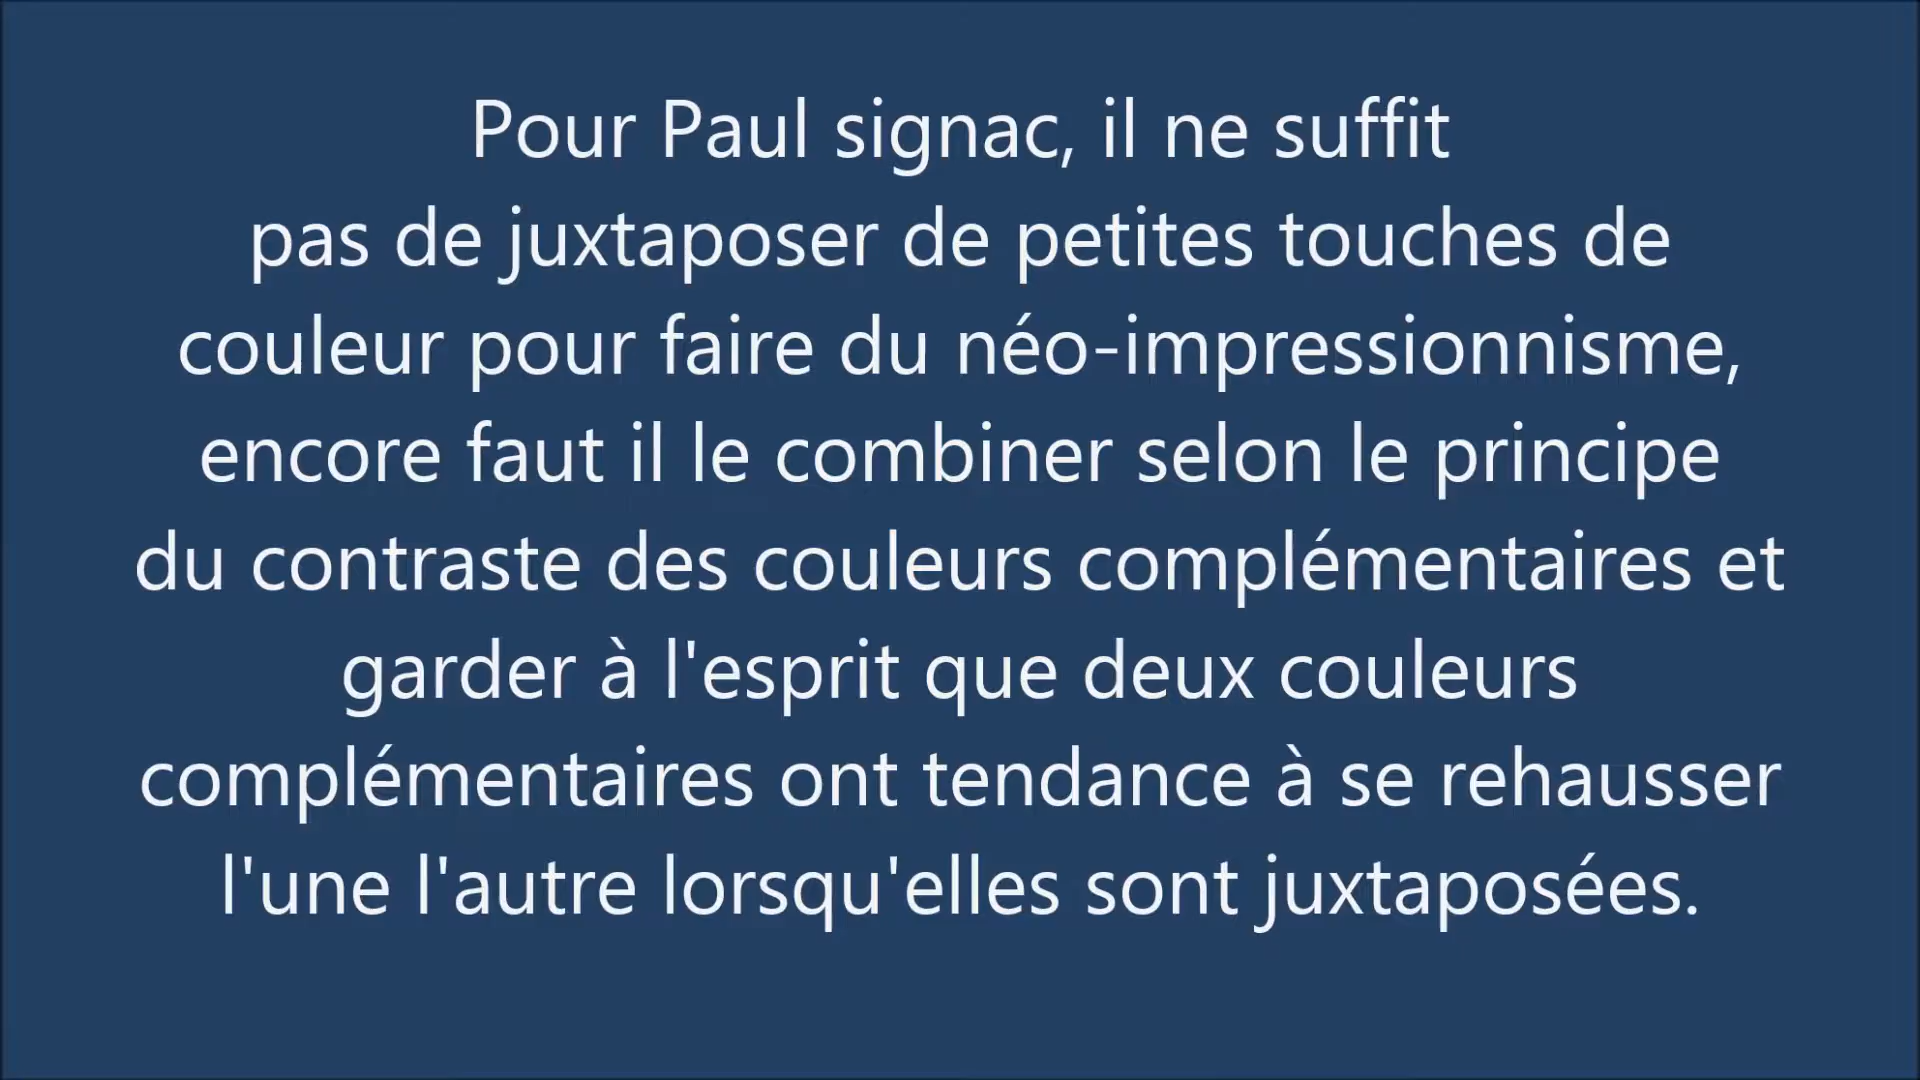 Pour Paul signac, il ne suffit
pas de juxtaposer de petites touches de
couleur pour faire du néo-impressionnisme,
encore faut il le combiner selon le principe
du contraste des couleurs complémentaires et
garder à l'esprit que deux couleurs
complémentaires ont tendance à se rehausser
l'une l'autre lorsqu'elles sont juxtaposées.